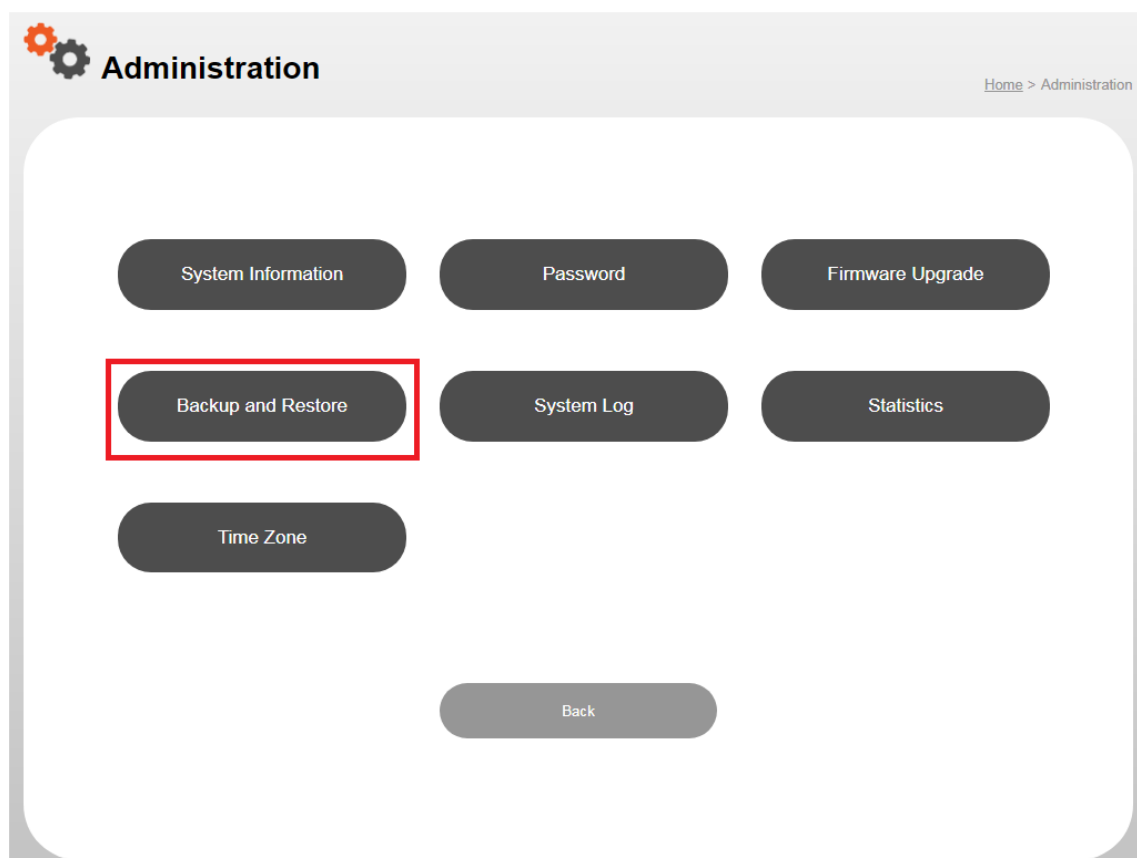 Administration
Home > Administration
System Information
Password
Firmware Upgrade
Backup and Restore
System Log
Statistics
Time Zone
Back